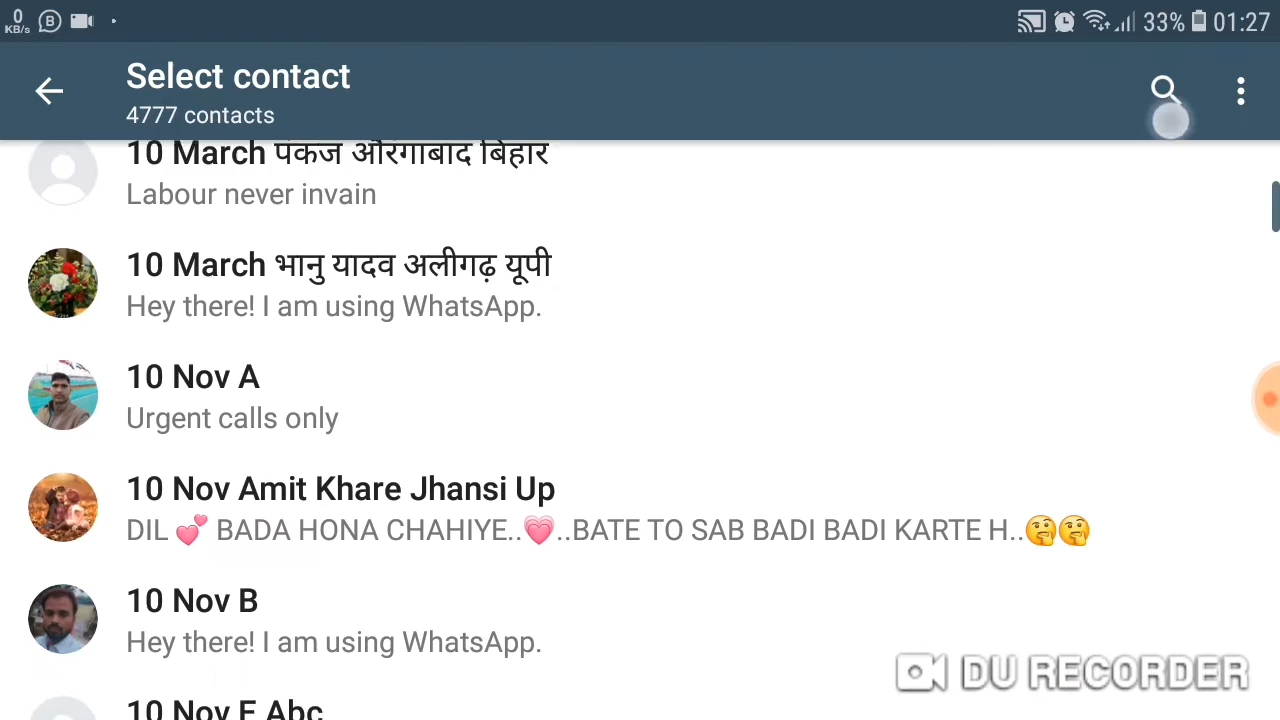 0
KB/s
B
33%
01:27
Select contact
4777 contacts
10 March पंकज औरंगाबाद बिहार
Labour never invain
10 March भानु यादव अलीगढ़ यूपी
Hey there! I am using WhatsApp.
10 Nov A
Urgent calls only
10 Nov Amit Khare Jhansi Up
DIL 💕 BADA HONA CHAHIYE..💗..BATE TO SAB BADI BADI KARTE H..🤔🤔
10 Nov B
Hey there! I am using WhatsApp.
DU RECORDER
10 Nov F Abc